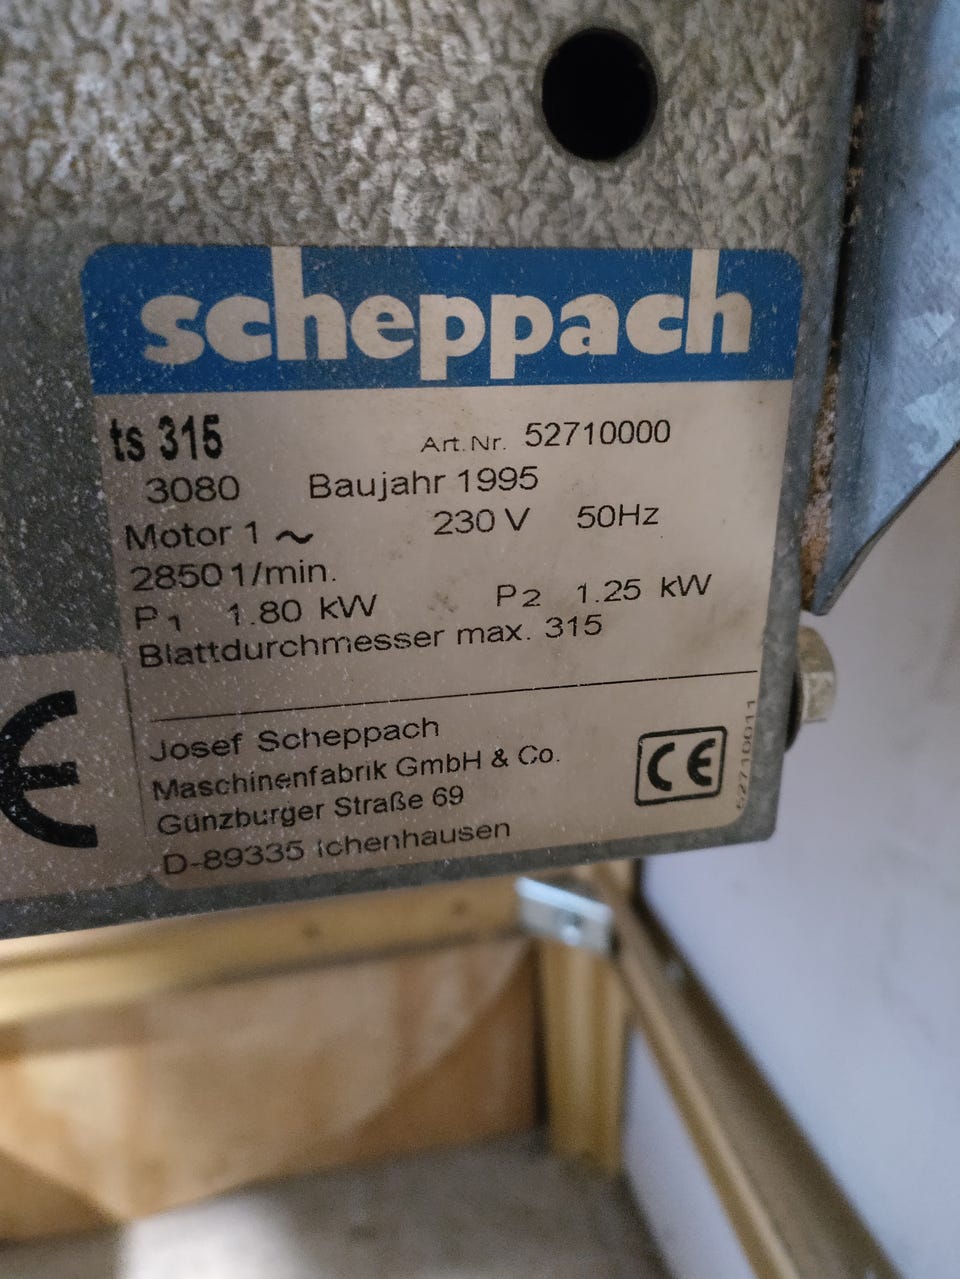 scheppach
ts 315 Art. Nr. 52710000
3080 Baujahr 1995
Motor 1 ~ 230 V 50Hz
2850 1/min.
P1 1.80 kW P2 1.25 kW
Blattdurchmesser max. 315
Josef Scheppach
Maschinenfabrik GmbH & Co.
Günzburger Straße 69
D-89335 Ichenhausen
CE